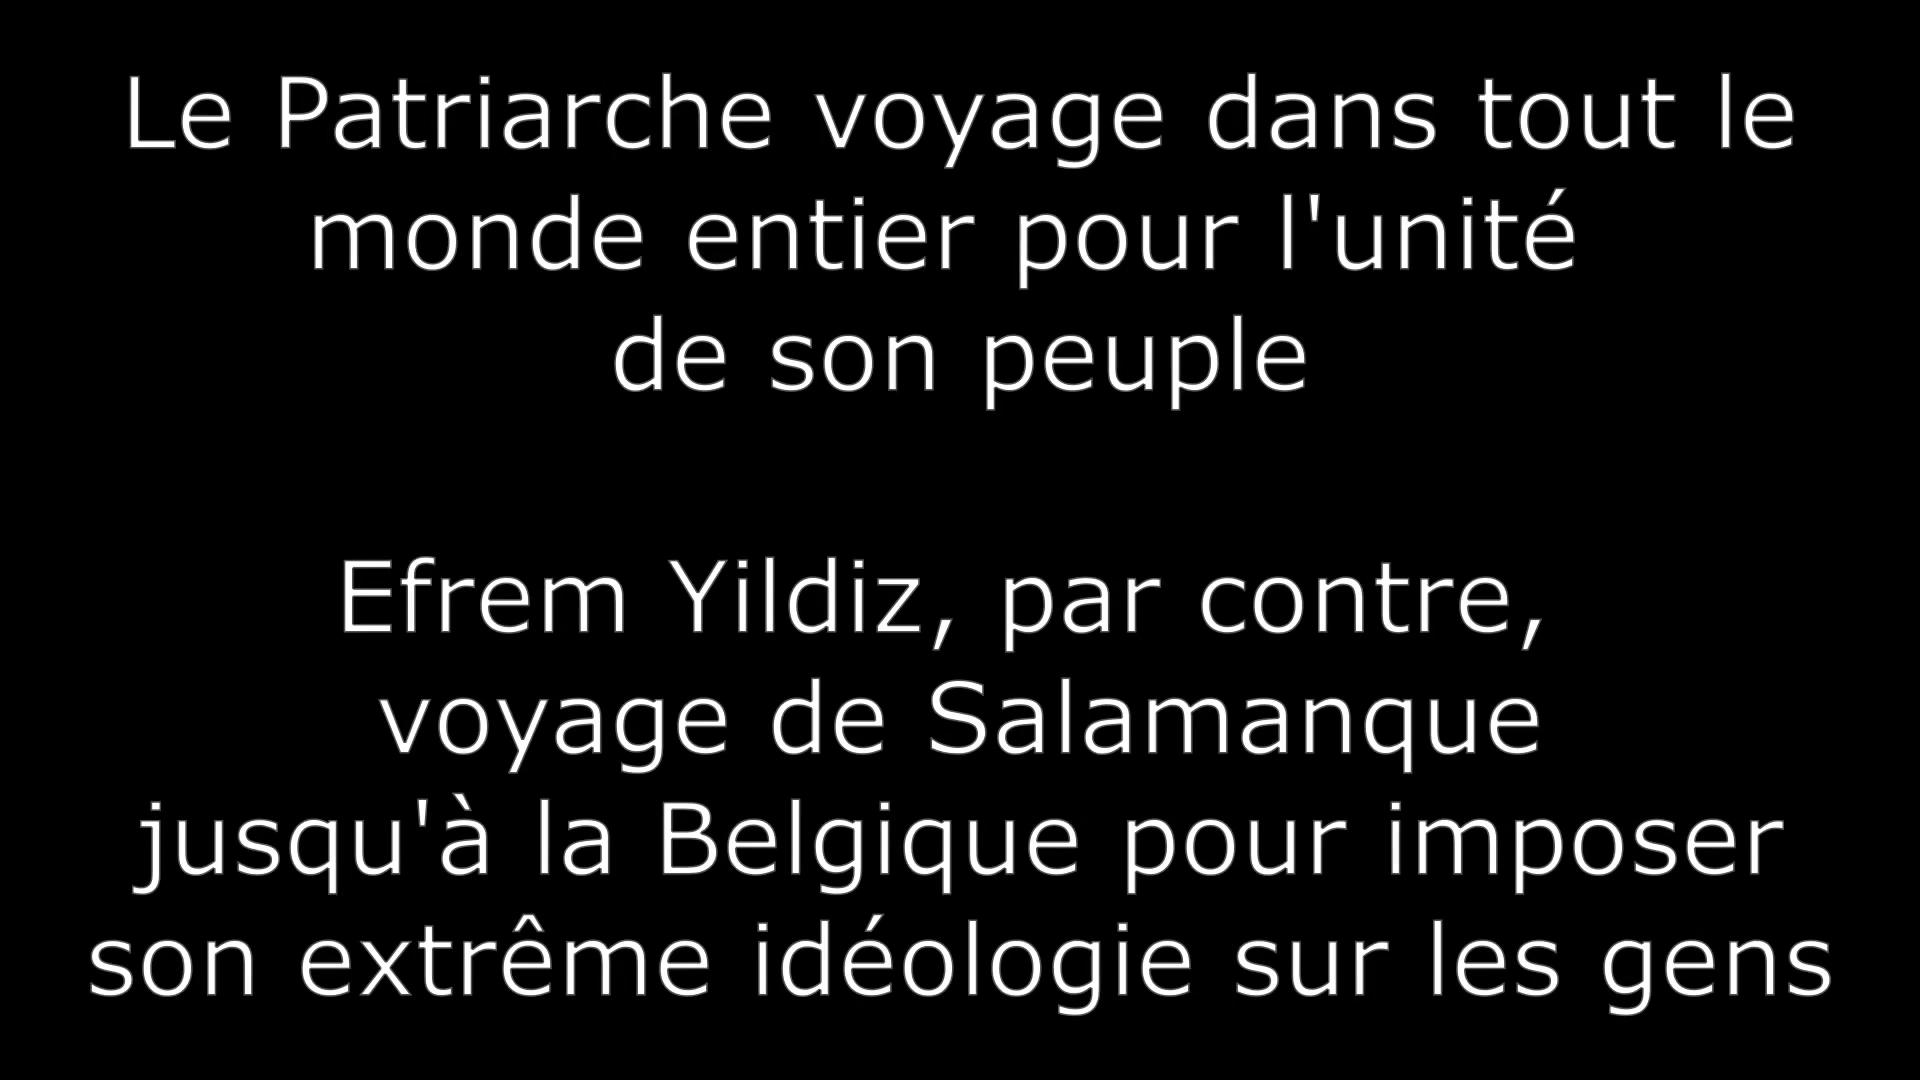 Le Patriarche voyage dans tout le
monde entier pour l'unité
de son peuple
Efrem Yildiz, par contre,
voyage de Salamanque
jusqu'à la Belgique pour imposer
son extrême idéologie sur les gens